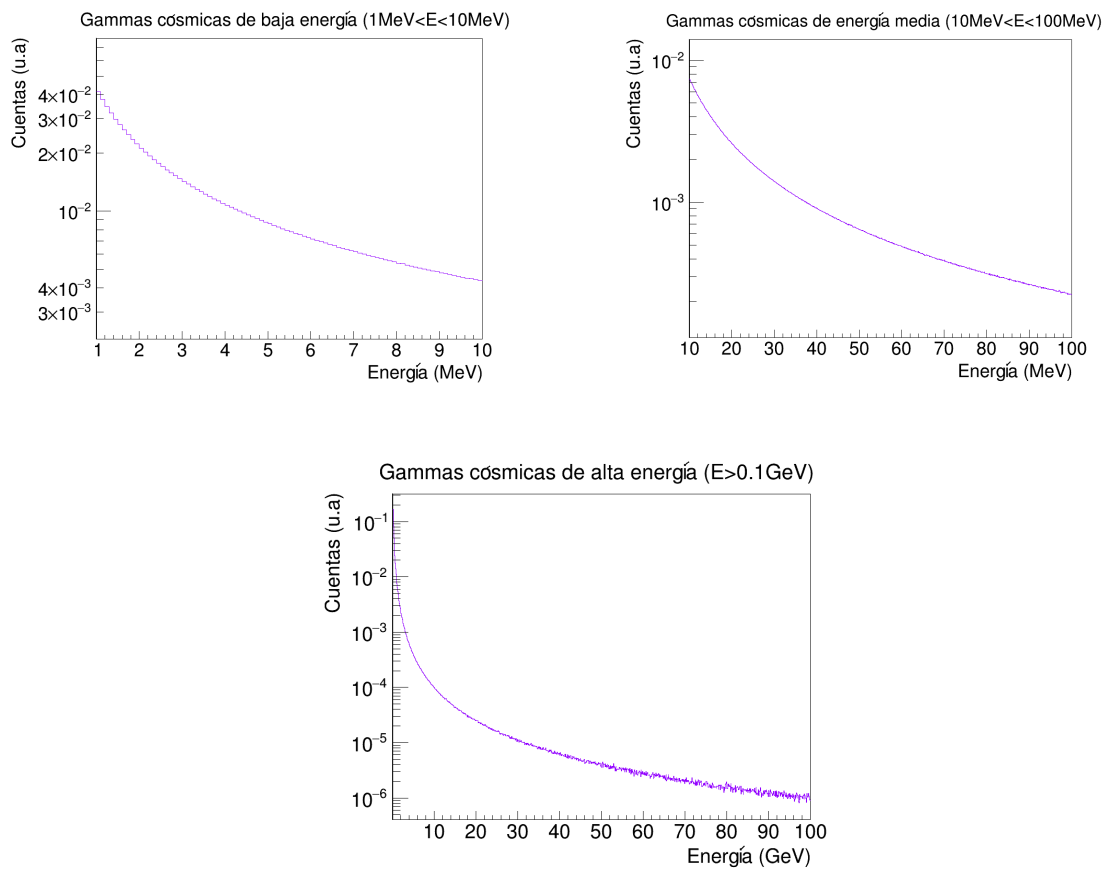 Gammas cósmicas de baja energía (1MeV<E<10MeV)
Cuentas (u.a)
4×10⁻²
3×10⁻²
2×10⁻²
10⁻²
4×10⁻³
3×10⁻³
1 2 3 4 5 6 7 8 9 10
Energía (MeV)
Gammas cósmicas de energía media (10MeV<E<100MeV)
Cuentas (u.a)
10⁻²
10⁻³
10 20 30 40 50 60 70 80 90 100
Energía (MeV)
Gammas cósmicas de alta energía (E>0.1GeV)
Cuentas (u.a)
10⁻¹
10⁻²
10⁻³
10⁻⁴
10⁻⁵
10⁻⁶
10 20 30 40 50 60 70 80 90 100
Energía (GeV)